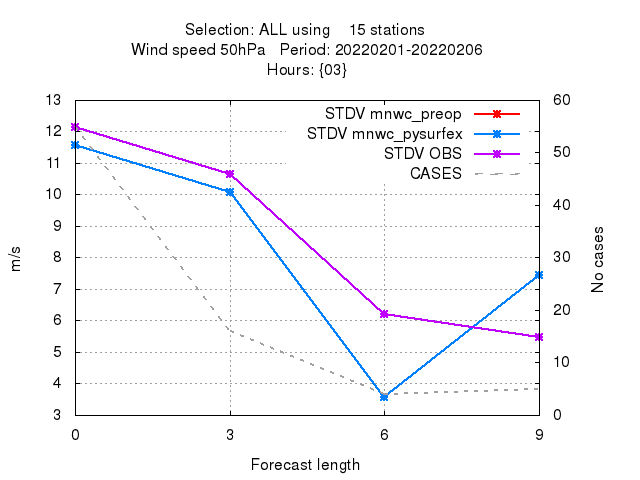 Selection: ALL using 15 stations
Wind speed 50hPa Period: 20220201-20220206
Hours: {03}
STDV mnwc_preop
STDV mnwc_pysurfex
STDV OBS
CASES
13
12
11
10
9
8
7
6
5
4
3
m/s
60
50
40
30
20
10
0
No cases
0 3 6 9
Forecast length